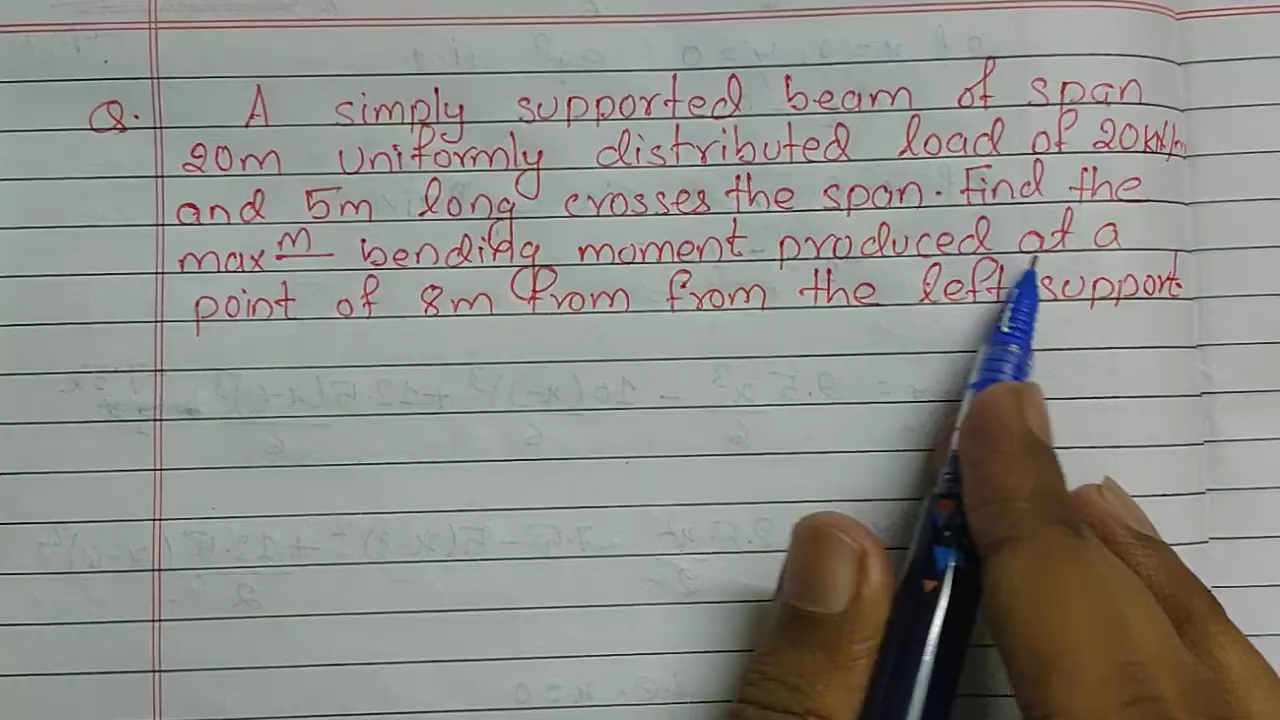 Q. A simply supported beam of span
20m uniformly distributed load of 20kN/m
and 5m long crosses the span. Find the
max m bending moment produced at a
point of 8m from from the left support